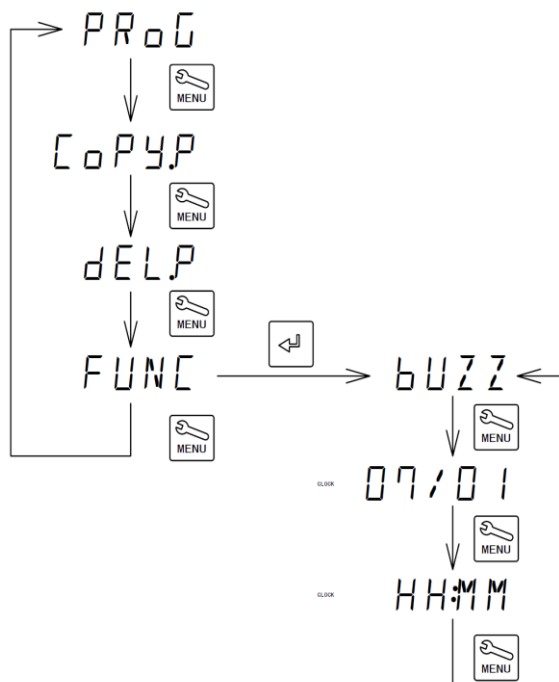 PRoG
MENU
CoPY.P
MENU
dEL.P
MENU
FUNC
bUZZ
MENU
MENU
CLOCK
07/01
MENU
CLOCK
HH:MM
MENU